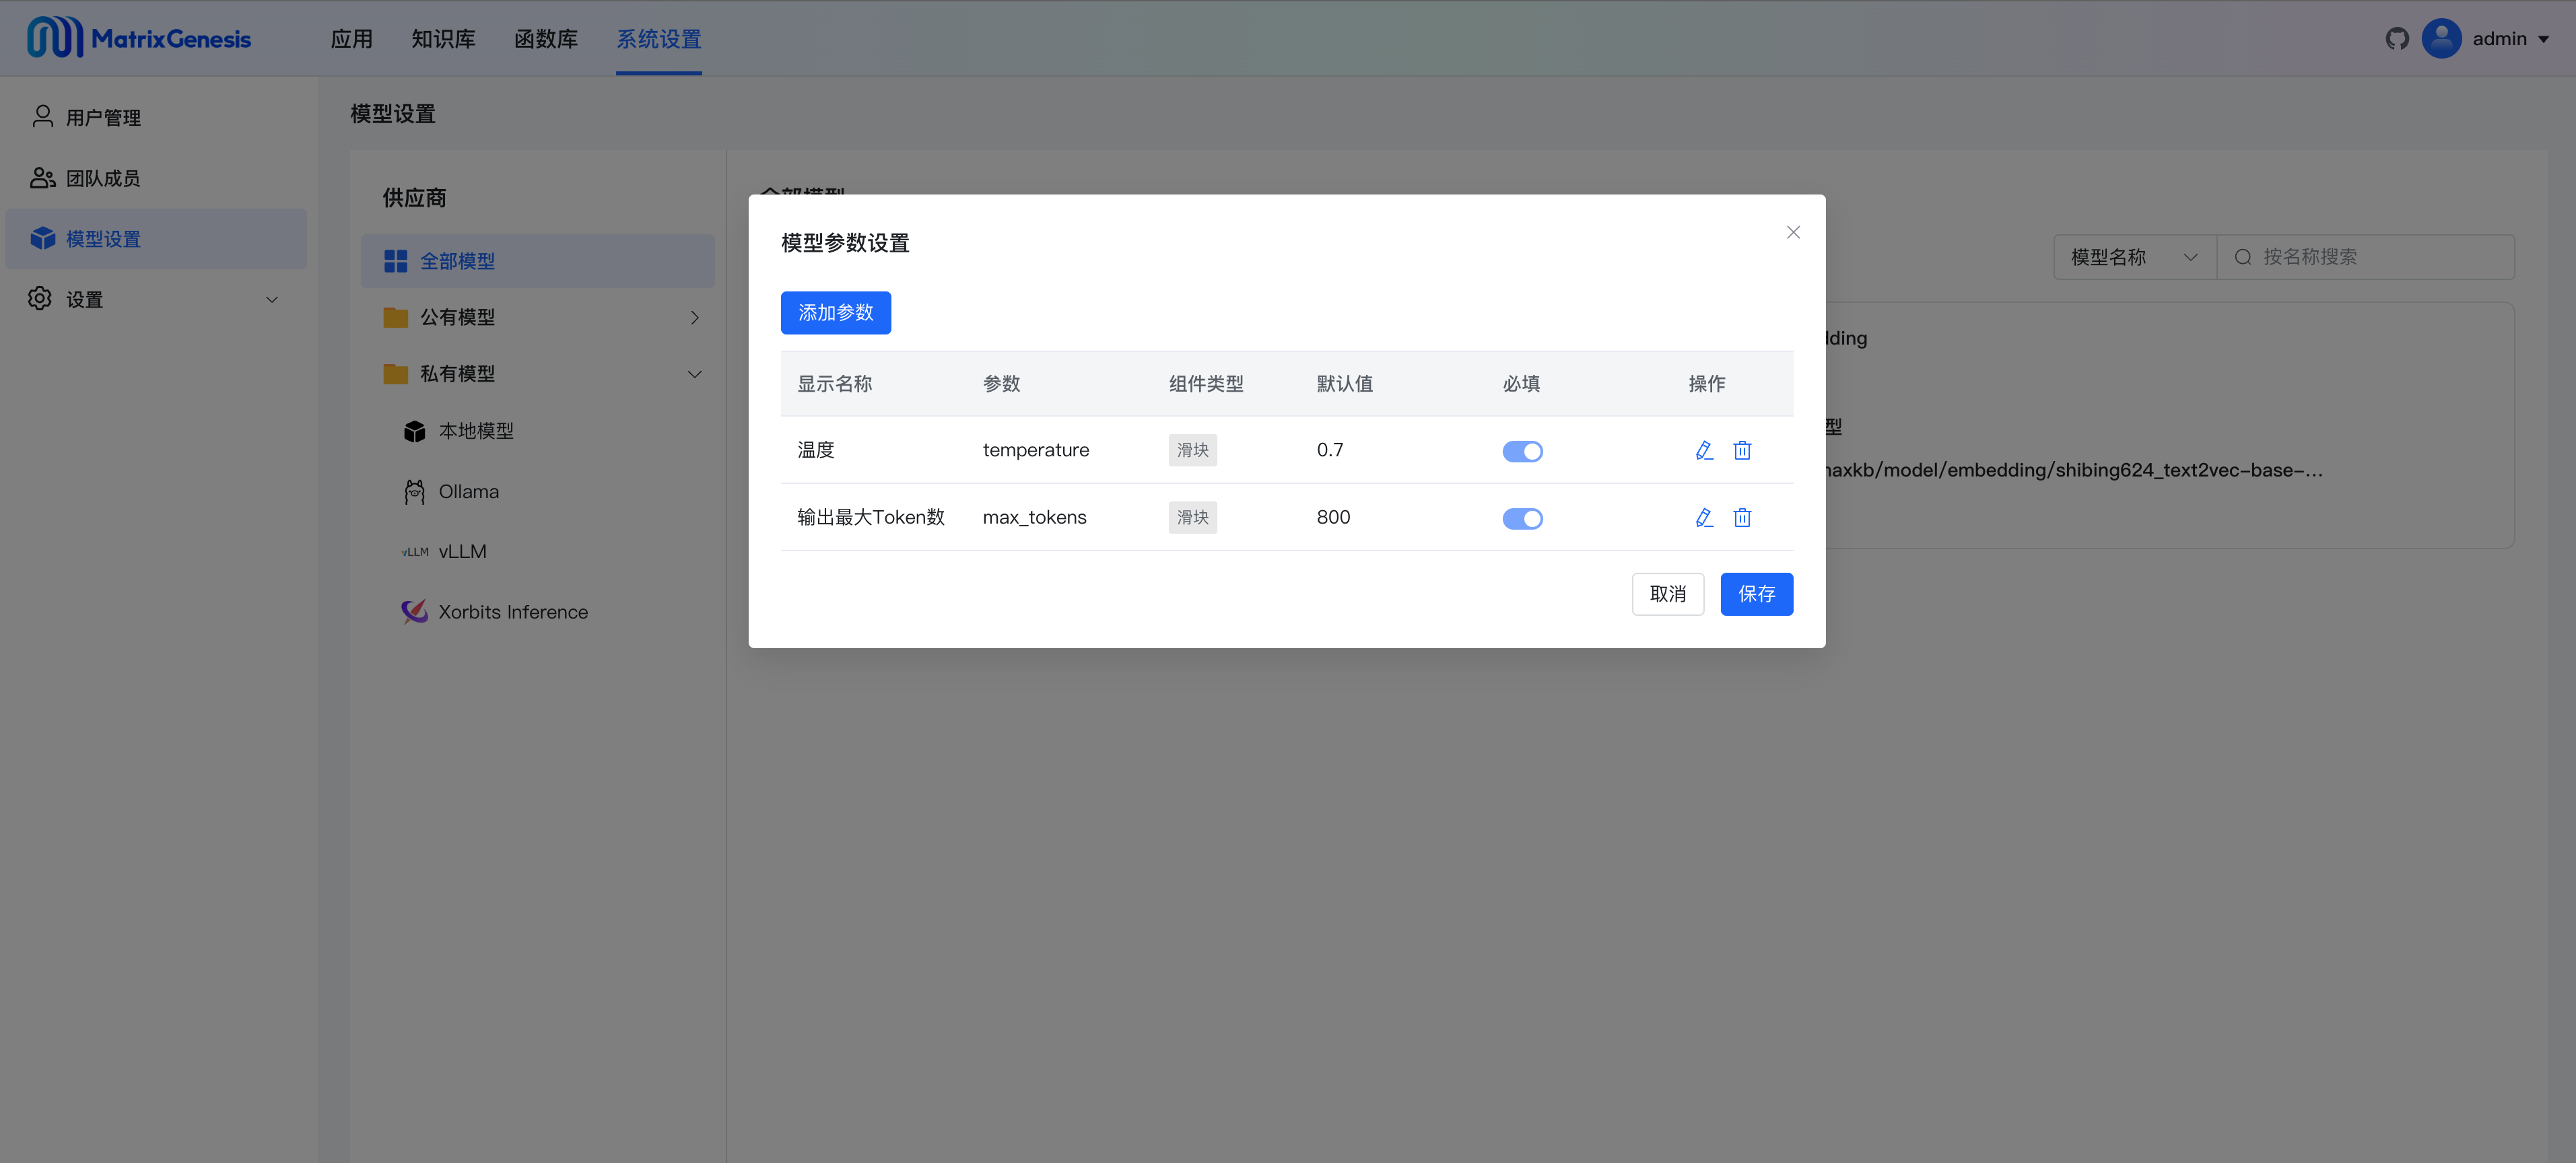 MatrixGenesis 应用 知识库 函数库 系统设置 admin
用户管理
团队成员
模型设置
设置
模型设置
供应商
全部模型
公有模型
私有模型
本地模型
Ollama
vLLM vLLM
Xorbits Inference
全部模型
模型名称 按名称搜索
dding
型
naxkb/model/embedding/shibing624_text2vec-base-...
模型参数设置
添加参数
显示名称 参数 组件类型 默认值 必填 操作
温度 temperature 滑块 0.7
输出最大Token数 max_tokens 滑块 800
取消 保存